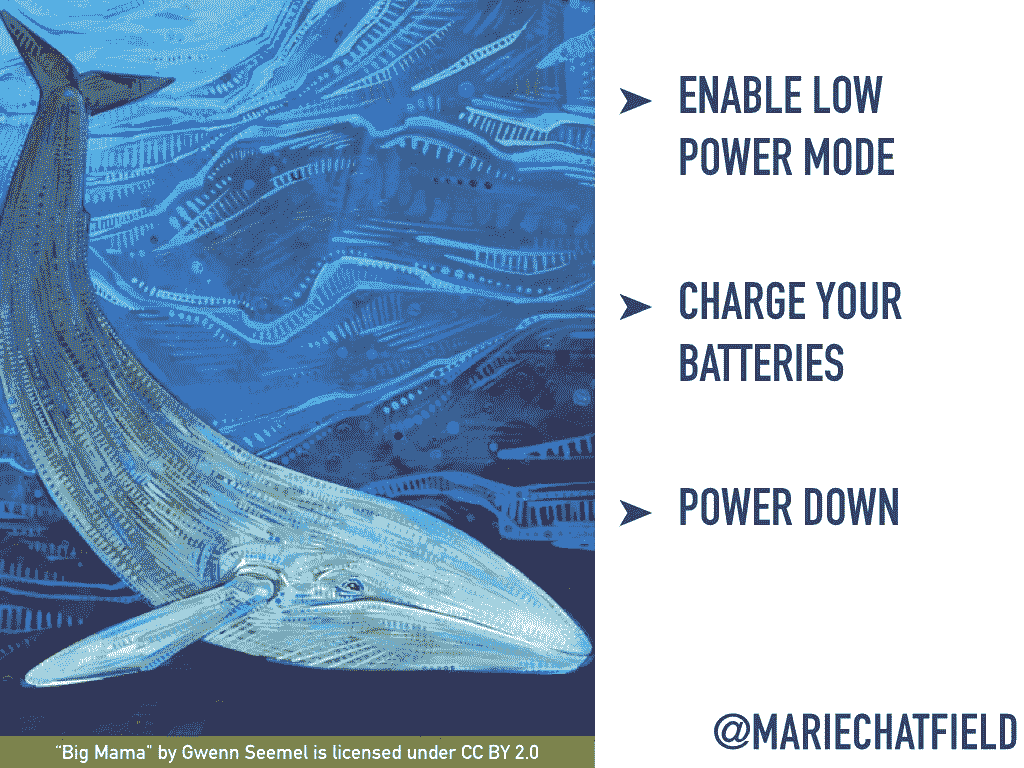 ➤ ENABLE LOW
POWER MODE
➤ CHARGE YOUR
BATTERIES
➤ POWER DOWN
@MARIECHATFIELD
"Big Mama" by Gwenn Seemel is licensed under CC BY 2.0